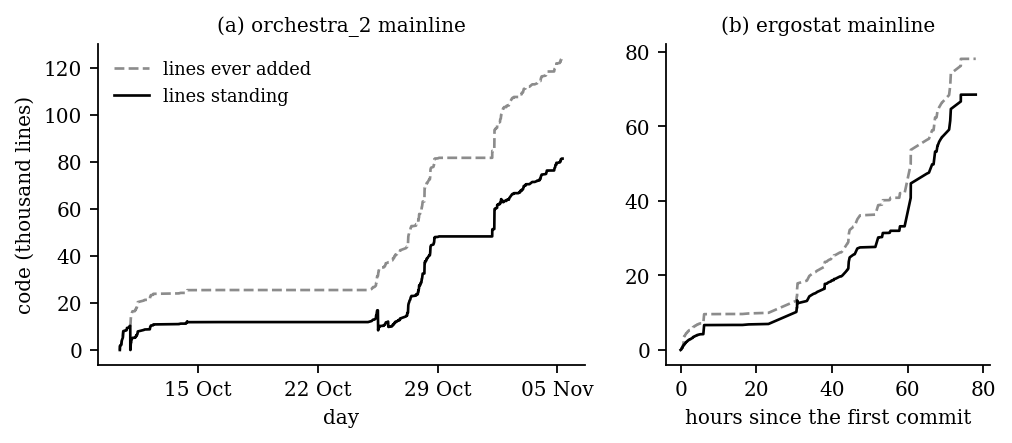 (a) orchestra_2 mainline
lines ever added
lines standing
code (thousand lines)
120
100
80
60
40
20
0
15 Oct 22 Oct 29 Oct 05 Nov
day
(b) ergostat mainline
80
60
40
20
0
0 20 40 60 80
hours since the first commit